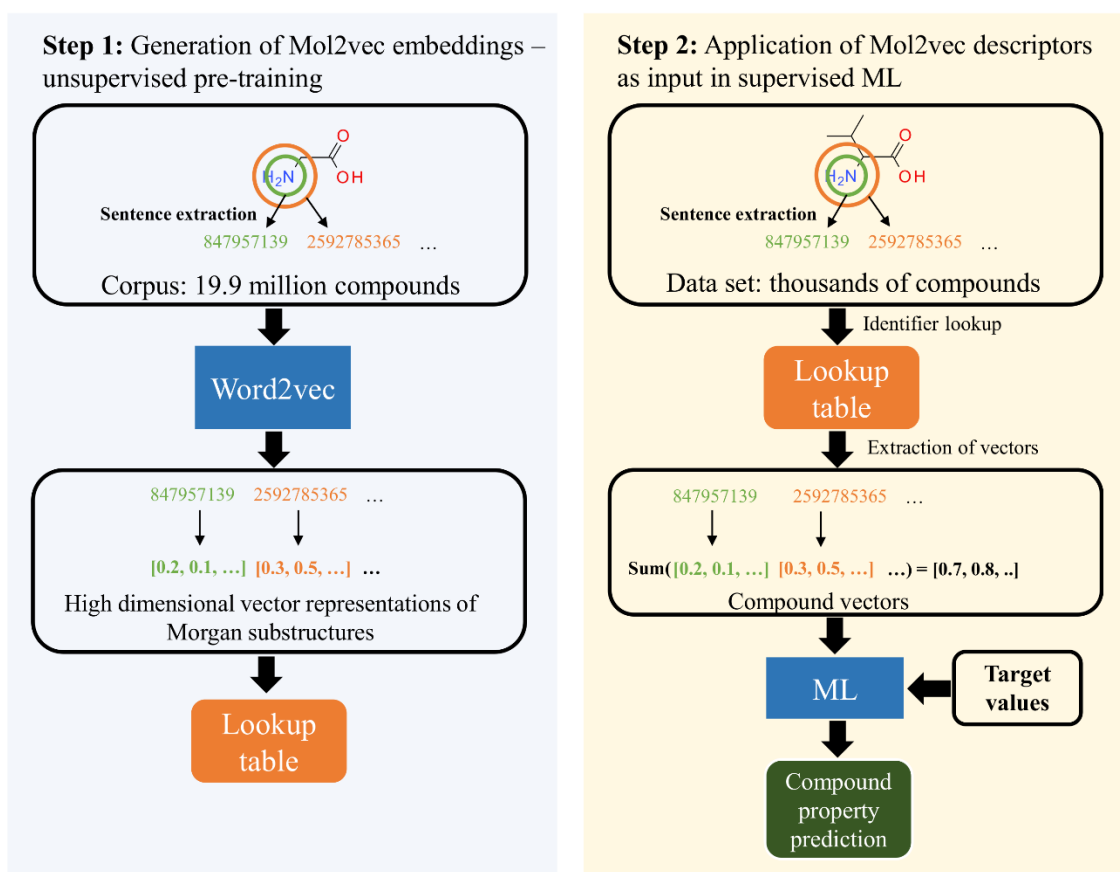 Step 1: Generation of Mol2vec embeddings –
unsupervised pre-training
O
H₂N
OH
Sentence extraction
847957139 2592785365 ...
Corpus: 19.9 million compounds
Word2vec
847957139 2592785365 ...
[0.2, 0.1, ...] [0.3, 0.5, ...] ...
High dimensional vector representations of
Morgan substructures
Lookup
table
Step 2: Application of Mol2vec descriptors
as input in supervised ML
O
H₂N
OH
Sentence extraction
847957139 2592785365 ...
Data set: thousands of compounds
Identifier lookup
Lookup
table
Extraction of vectors
847957139 2592785365 ...
Sum([0.2, 0.1, ...] [0.3, 0.5, ...] ...) = [0.7, 0.8, ..]
Compound vectors
ML
Target
values
Compound
property
prediction